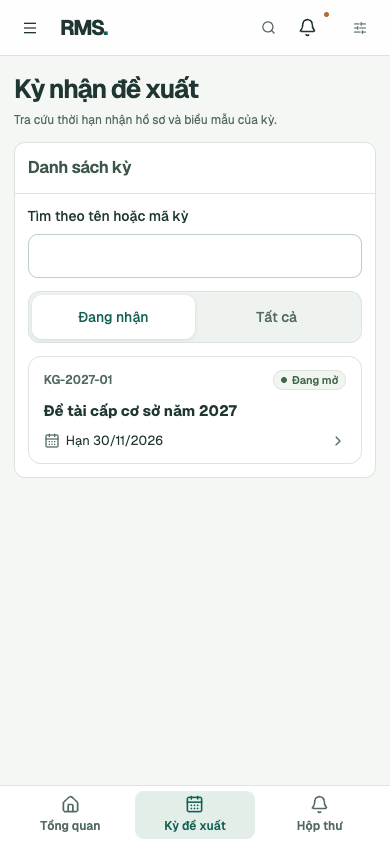 RMS.
Kỳ nhận đề xuất
Tra cứu thời hạn nhận hồ sơ và biểu mẫu của kỳ.
Danh sách kỳ
Tìm theo tên hoặc mã kỳ
Đang nhận
Tất cả
KG-2027-01
Đang mở
Đề tài cấp cơ sở năm 2027
Hạn 30/11/2026
Tổng quan
Kỳ đề xuất
Hộp thư